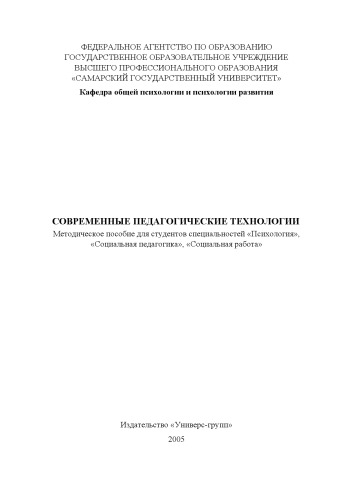 ФЕДЕРАЛЬНОЕ АГЕНТСТВО ПО ОБРАЗОВАНИЮ
ГОСУДАРСТВЕННОЕ ОБРАЗОВАТЕЛЬНОЕ УЧРЕЖДЕНИЕ
ВЫСШЕГО ПРОФЕССИОНАЛЬНОГО ОБРАЗОВАНИЯ
«САМАРСКИЙ ГОСУДАРСТВЕННЫЙ УНИВЕРСИТЕТ»
Кафедра общей психологии и психологии развития
СОВРЕМЕННЫЕ ПЕДАГОГИЧЕСКИЕ ТЕХНОЛОГИИ
Методическое пособие для студентов специальностей «Психология»,
«Социальная педагогика», «Социальная работа»
Издательство «Универс-групп»
2005